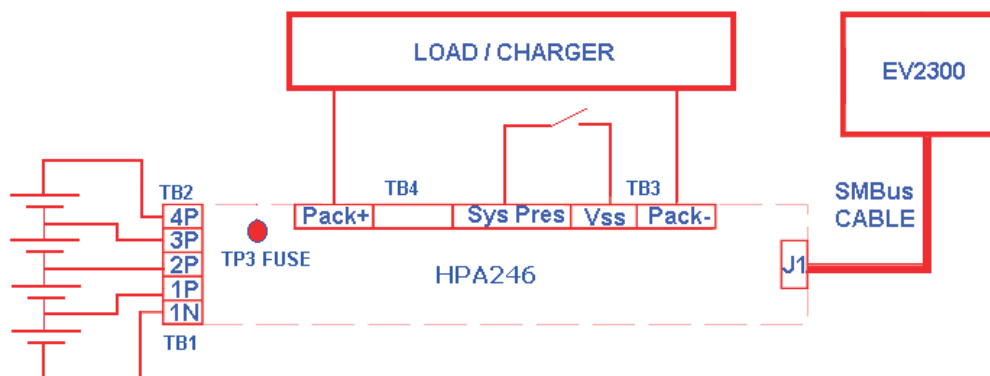 LOAD / CHARGER
EV2300
TB2
TB4
TB3
SMBus
CABLE
4P
3P
2P
1P
1N
Pack+
Sys Pres
Vss
Pack-
TP3 FUSE
HPA246
J1
TB1